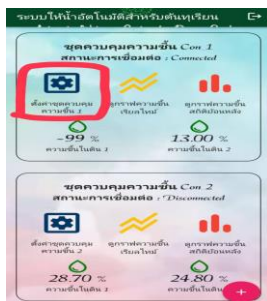 ระบบให้น้ำอัตโนมัติสำหรับต้นทุเรียน
ชุดควบคุมความชื้น Con_1
สถานะการเชื่อมต่อ : Connected
ตั้งค่าชุดควบคุม ดูกราฟความชื้น ดูกราฟความชื้น
ความชื้น 1 เรียลไทม์ สถิติย้อนหลัง
-99 % 13.00 %
ความชื้นในดิน 1 ความชื้นในดิน 2
ชุดควบคุมความชื้น Con_2
สถานะการเชื่อมต่อ : Disconnected
ตั้งค่าชุดควบคุม ดูกราฟความชื้น ดูกราฟความชื้น
ความชื้น 2 เรียลไทม์ สถิติย้อนหลัง
28.70 % 24.80 %
ความชื้นในดิน 1 ความชื้นในดิน
+